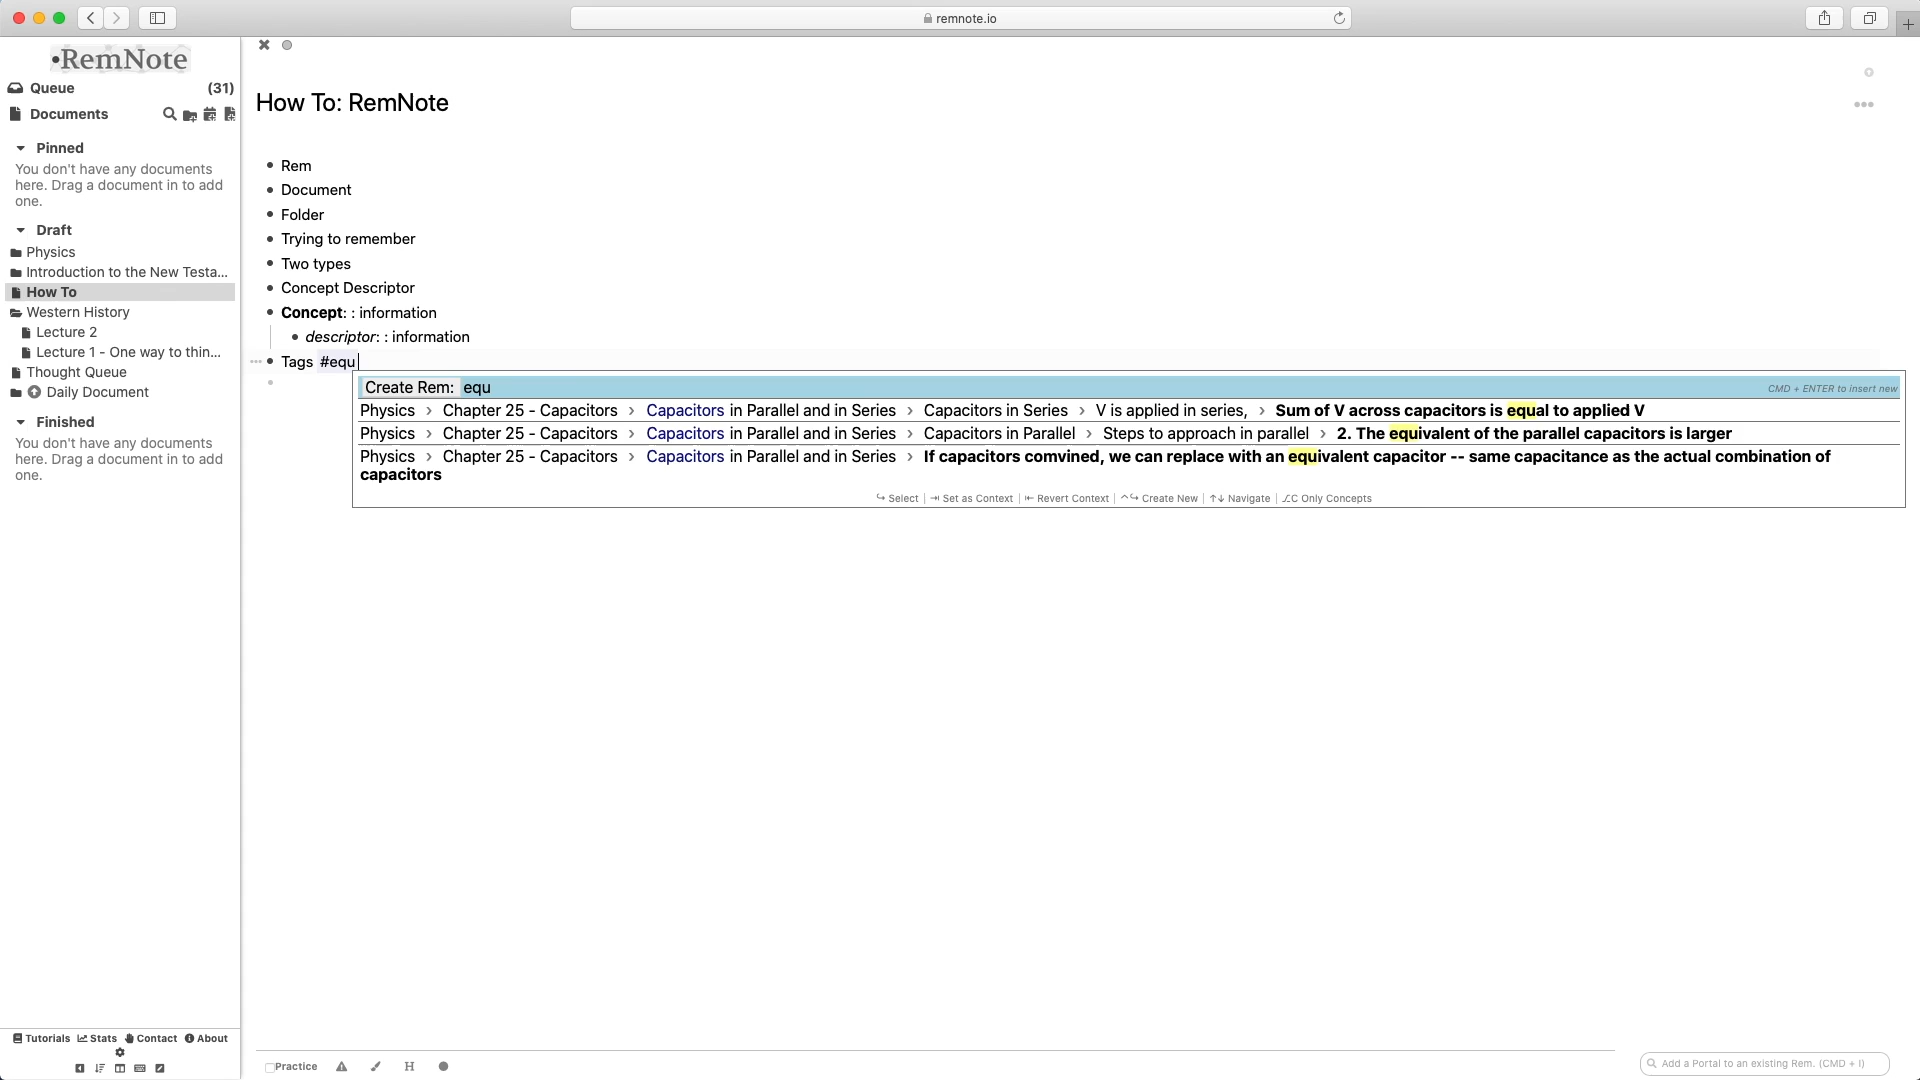 remnote.io
RemNote
Queue (31)
Documents
Pinned
You don't have any documents
here. Drag a document in to add
one.
Draft
Physics
Introduction to the New Testa...
How To
Western History
Lecture 2
Lecture 1 - One way to thin...
Thought Queue
Daily Document
Finished
You don't have any documents
here. Drag a document in to add
one.
Tutorials Stats Contact About
How To: RemNote
Rem
Document
Folder
Trying to remember
Two types
Concept Descriptor
Concept: : information
descriptor: : information
Tags #equ
Create Rem: equ CMD + ENTER to insert new
Physics › Chapter 25 - Capacitors › Capacitors in Parallel and in Series › Capacitors in Series › V is applied in series, › Sum of V across capacitors is equal to applied V
Physics › Chapter 25 - Capacitors › Capacitors in Parallel and in Series › Capacitors in Parallel › Steps to approach in parallel › 2. The equivalent of the parallel capacitors is larger
Physics › Chapter 25 - Capacitors › Capacitors in Parallel and in Series › If capacitors comvined, we can replace with an equivalent capacitor -- same capacitance as the actual combination of
capacitors
Select | Set as Context | Revert Context | Create New | Navigate | ⌥C Only Concepts
Practice H
Add a Portal to an existing Rem. (CMD + I)